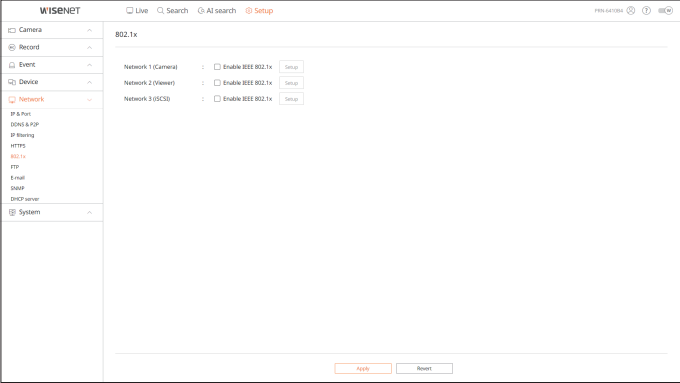 WISENET
Live Search AI search Setup
PRN-6410B4 ? W
Camera
Record
Event
Device
Network
IP & Port
DDNS & P2P
IP filtering
HTTPS
802.1x
FTP
E-mail
SNMP
DHCP server
System
802.1x
Network 1 (Camera) : Enable IEEE 802.1x Setup
Network 2 (Viewer) : Enable IEEE 802.1x Setup
Network 3 (iSCSI) : Enable IEEE 802.1x Setup
Apply Revert